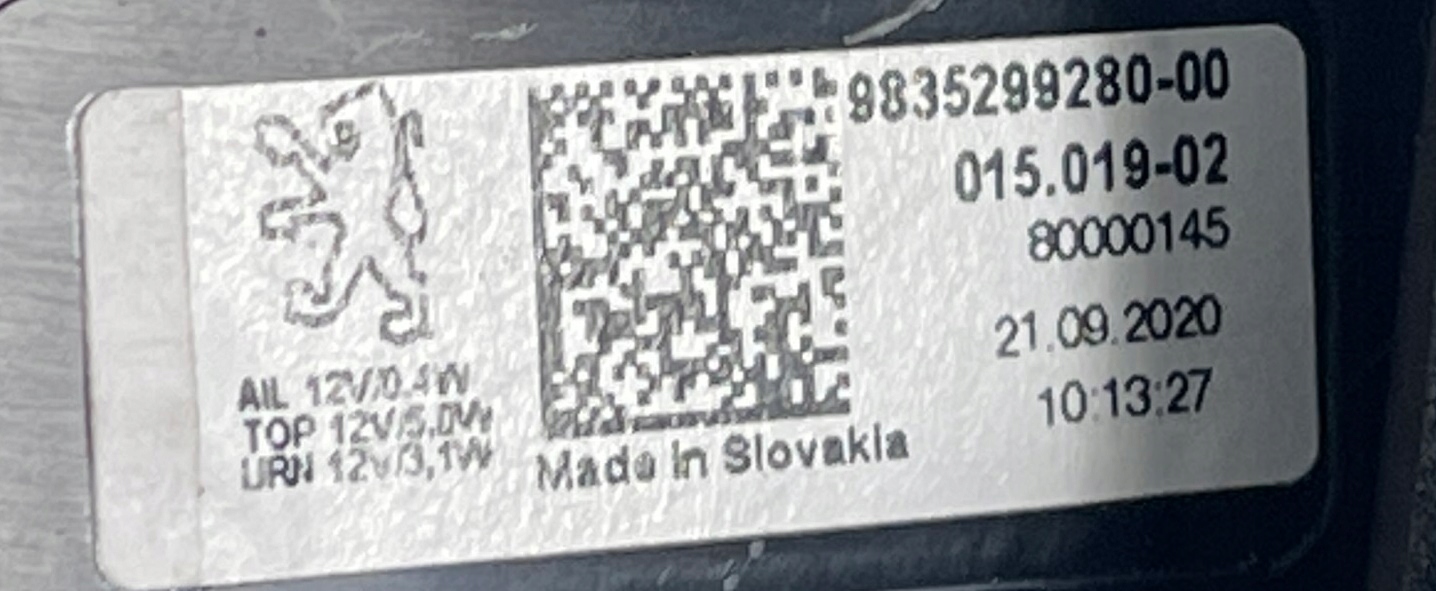 9835299280-00
015.019-02
80000145
21.09.2020
10:13:27
AIL 12V/0.4W
TOP 12V/5.0W
URN 12V/3,1W
Made in Slovakia